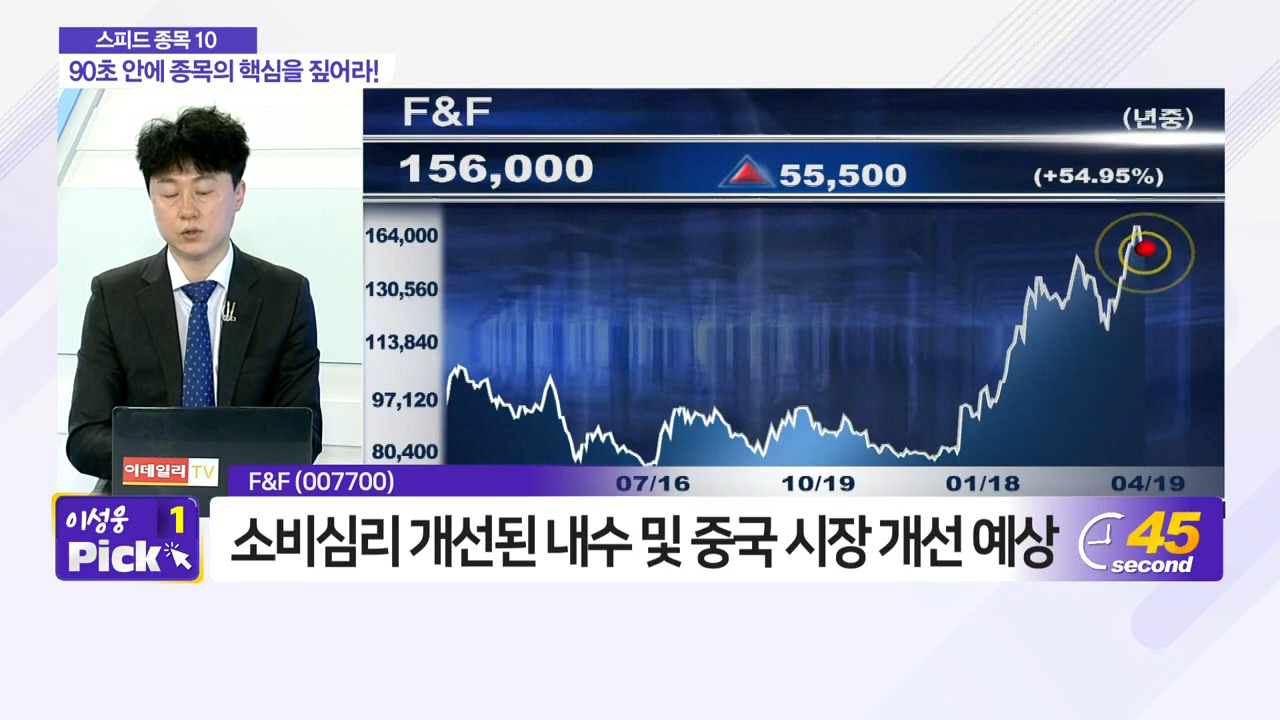 스피드 종목 10
90초 안에 종목의 핵심을 짚어라!
F&F
(년중)
156,000 55,500 (+54.95%)
164,000
130,560
113,840
97,120
80,400
07/16 10/19 01/18 04/19
이데일리TV
F&F (007700)
이성웅 1
Pick
소비심리 개선된 내수 및 중국 시장 개선 예상
45
second